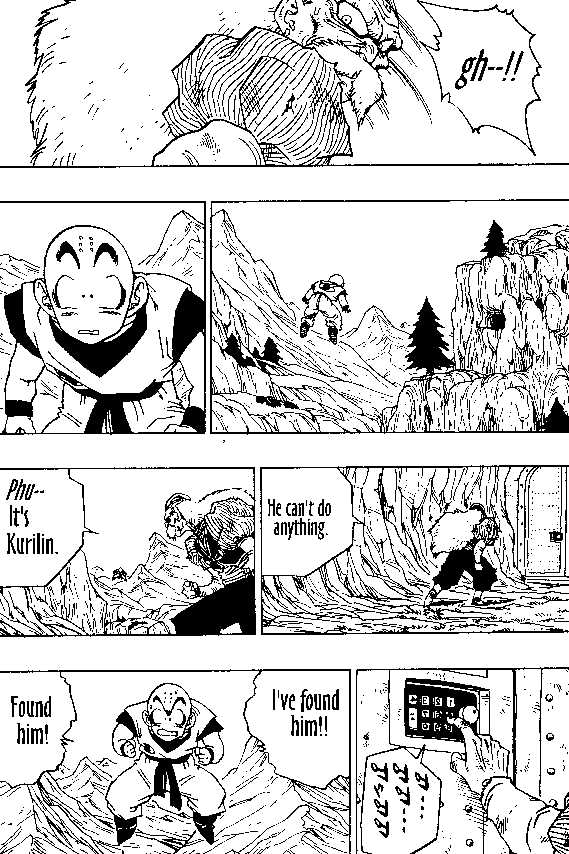 gh--!!
Phu--
It's
Kurilin.
He can't do
anything.
Found
him!
I've found
him!!